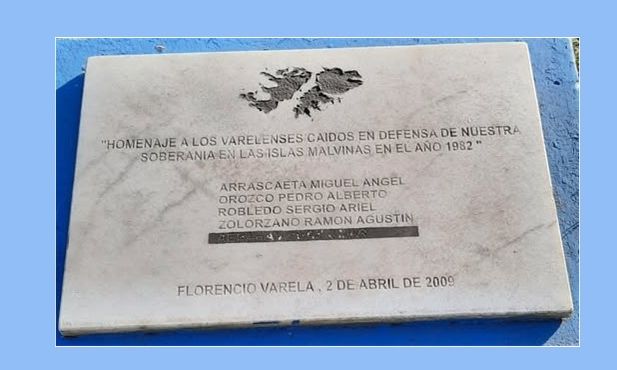 "HOMENAJE A LOS VARELENSES CAIDOS EN DEFENSA DE NUESTRA
SOBERANIA EN LAS ISLAS MALVINAS EN EL AÑO 1982"
ARRASCAETA MIGUEL ANGEL
OROZCO PEDRO ALBERTO
ROBLEDO SERGIO ARIEL
ZOLORZANO RAMON AGUSTIN
FLORENCIO VARELA , 2 DE ABRIL DE 2009